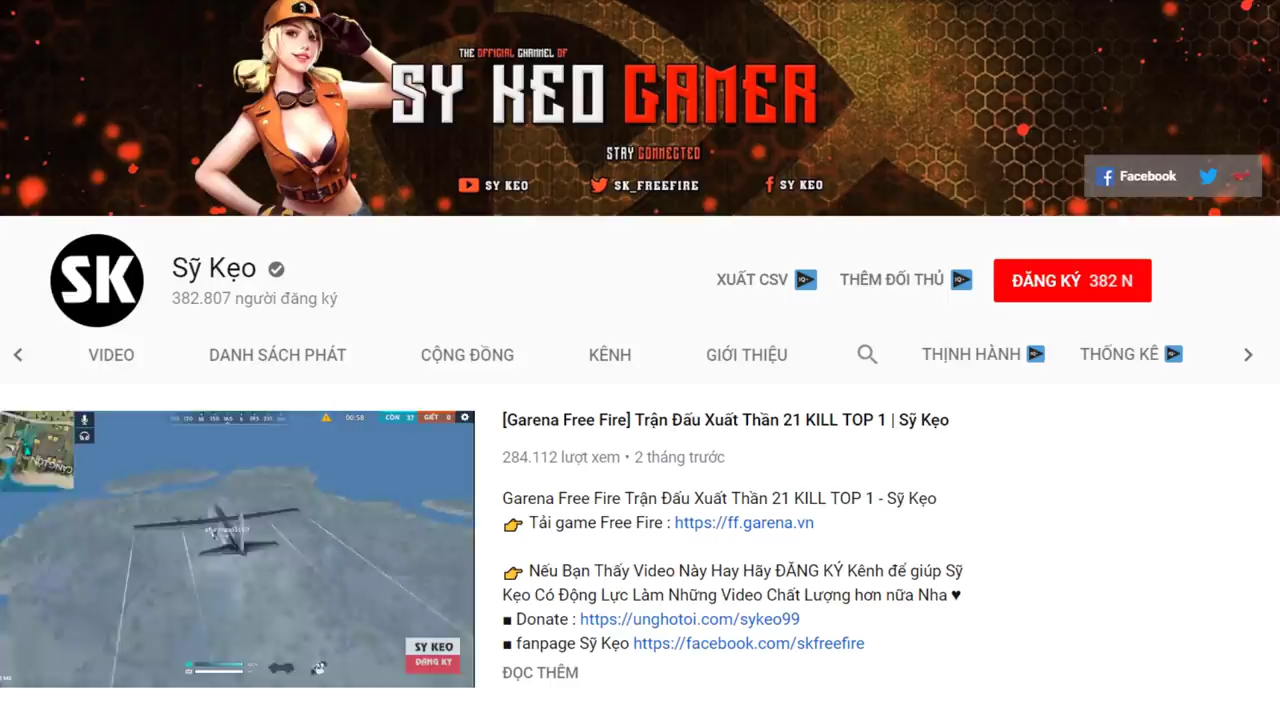 THE OFFICIAL CHANNEL OF
SY KEO GAMER
STAY CONNECTED
SY KEO
SK_FREEFIRE
SY KEO
Facebook
SK
Sỹ Kẹo
382.807 người đăng ký
XUẤT CSV
THÊM ĐỐI THỦ
ĐĂNG KÝ 382 N
VIDEO
DANH SÁCH PHÁT
CỘNG ĐỒNG
KÊNH
GIỚI THIỆU
THỊNH HÀNH
THỐNG KÊ
00:58
CÒN 37
GIẾT 0
SY KEO
ĐĂNG KÝ
[Garena Free Fire] Trận Đấu Xuất Thần 21 KILL TOP 1 | Sỹ Kẹo
284.112 lượt xem • 2 tháng trước
Garena Free Fire Trận Đấu Xuất Thần 21 KILL TOP 1 - Sỹ Kẹo
👉 Tải game Free Fire : https://ff.garena.vn
👉 Nếu Bạn Thấy Video Này Hay Hãy ĐĂNG KÝ Kênh để giúp Sỹ
Kẹo Có Động Lực Làm Những Video Chất Lượng hơn nữa Nha ♥
■ Donate : https://unghotoi.com/sykeo99
■ fanpage Sỹ Kẹo https://facebook.com/skfreefire
ĐỌC THÊM